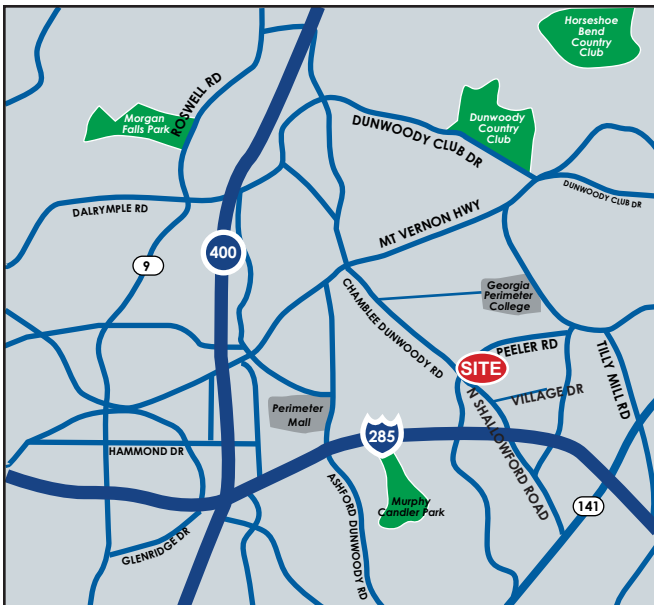 Horseshoe
Bend
Country
Club
ROSWELL RD
Morgan
Falls Park
DUNWOODY CLUB DR
Dunwoody
Country
Club
DUNWOODY CLUB DR
DALRYMPLE RD
MT VERNON HWY
400
9
Georgia
Perimeter
College
CHAMBLEE DUNWOODY RD
PEELER RD
SITE
TILLY MILL RD
VILLAGE DR
N SHALLOWFORD ROAD
Perimeter
Mall
285
HAMMOND DR
ASHFORD DUNWOODY RD
Murphy
Candler Park
141
GLENRIDGE DR